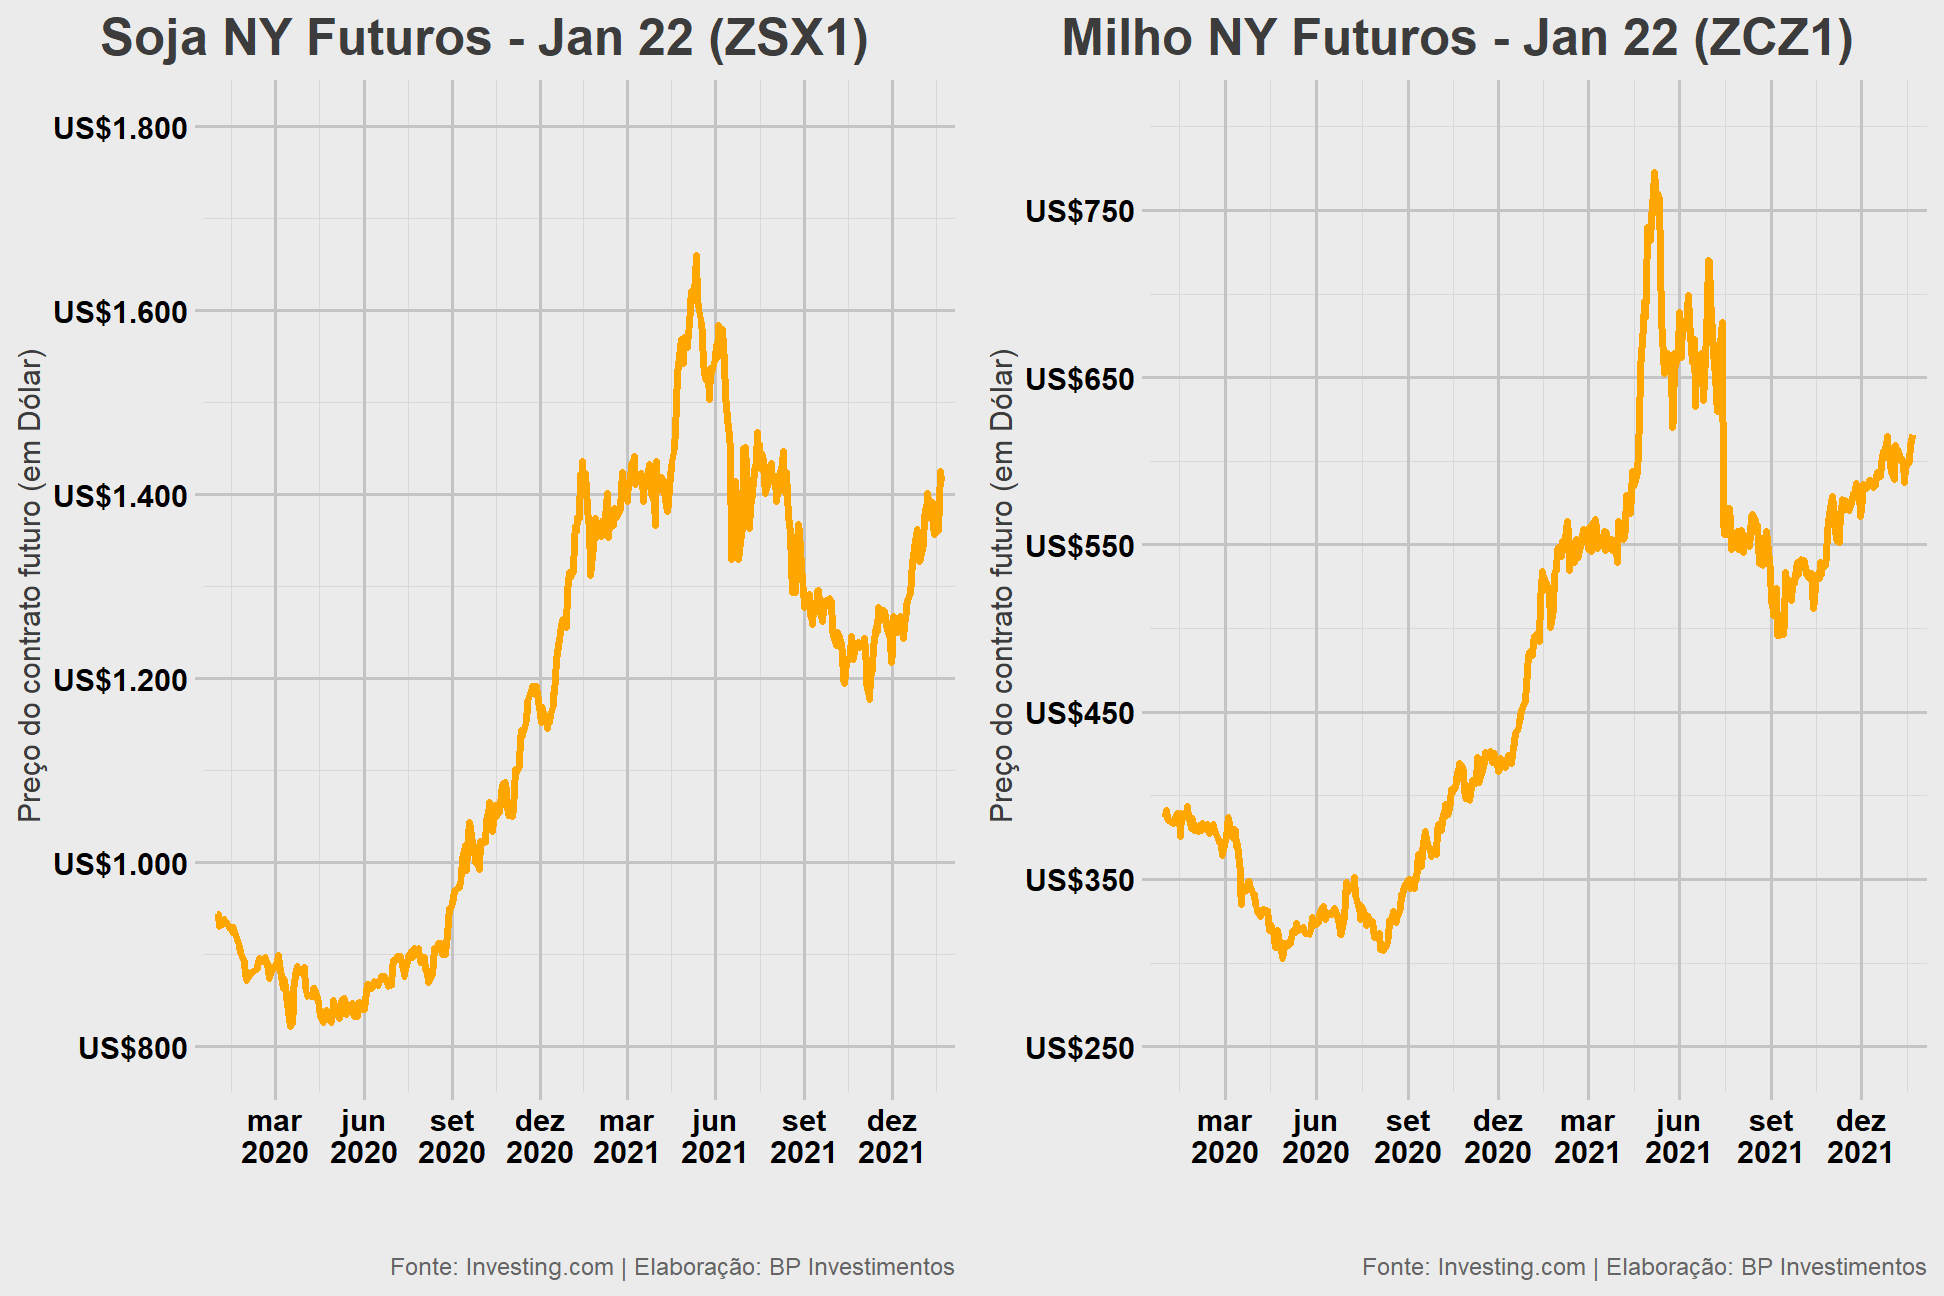 Soja NY Futuros - Jan 22 (ZSX1)
Preço do contrato futuro (em Dólar)
US$1.800
US$1.600
US$1.400
US$1.200
US$1.000
US$800
mar jun set dez mar jun set dez
2020 2020 2020 2020 2021 2021 2021 2021
Fonte: Investing.com | Elaboração: BP Investimentos
Milho NY Futuros - Jan 22 (ZCZ1)
Preço do contrato futuro (em Dólar)
US$750
US$650
US$550
US$450
US$350
US$250
mar jun set dez mar jun set dez
2020 2020 2020 2020 2021 2021 2021 2021
Fonte: Investing.com | Elaboração: BP Investimentos